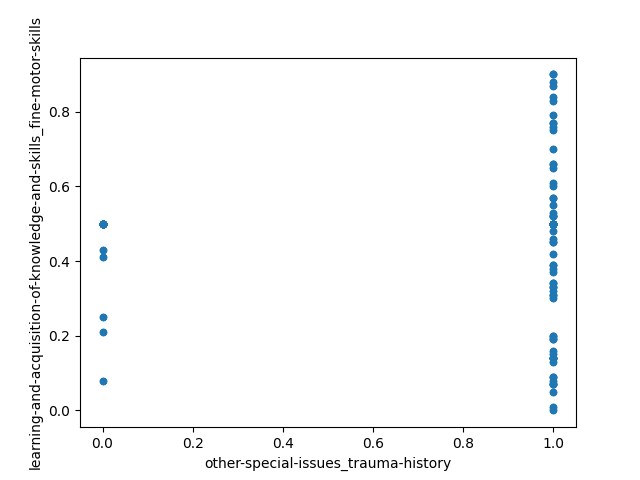 learning-and-acquisition-of-knowledge-and-skills_fine-motor-skills
0.8
0.6
0.4
0.2
0.0
0.0 0.2 0.4 0.6 0.8 1.0
other-special-issues_trauma-history